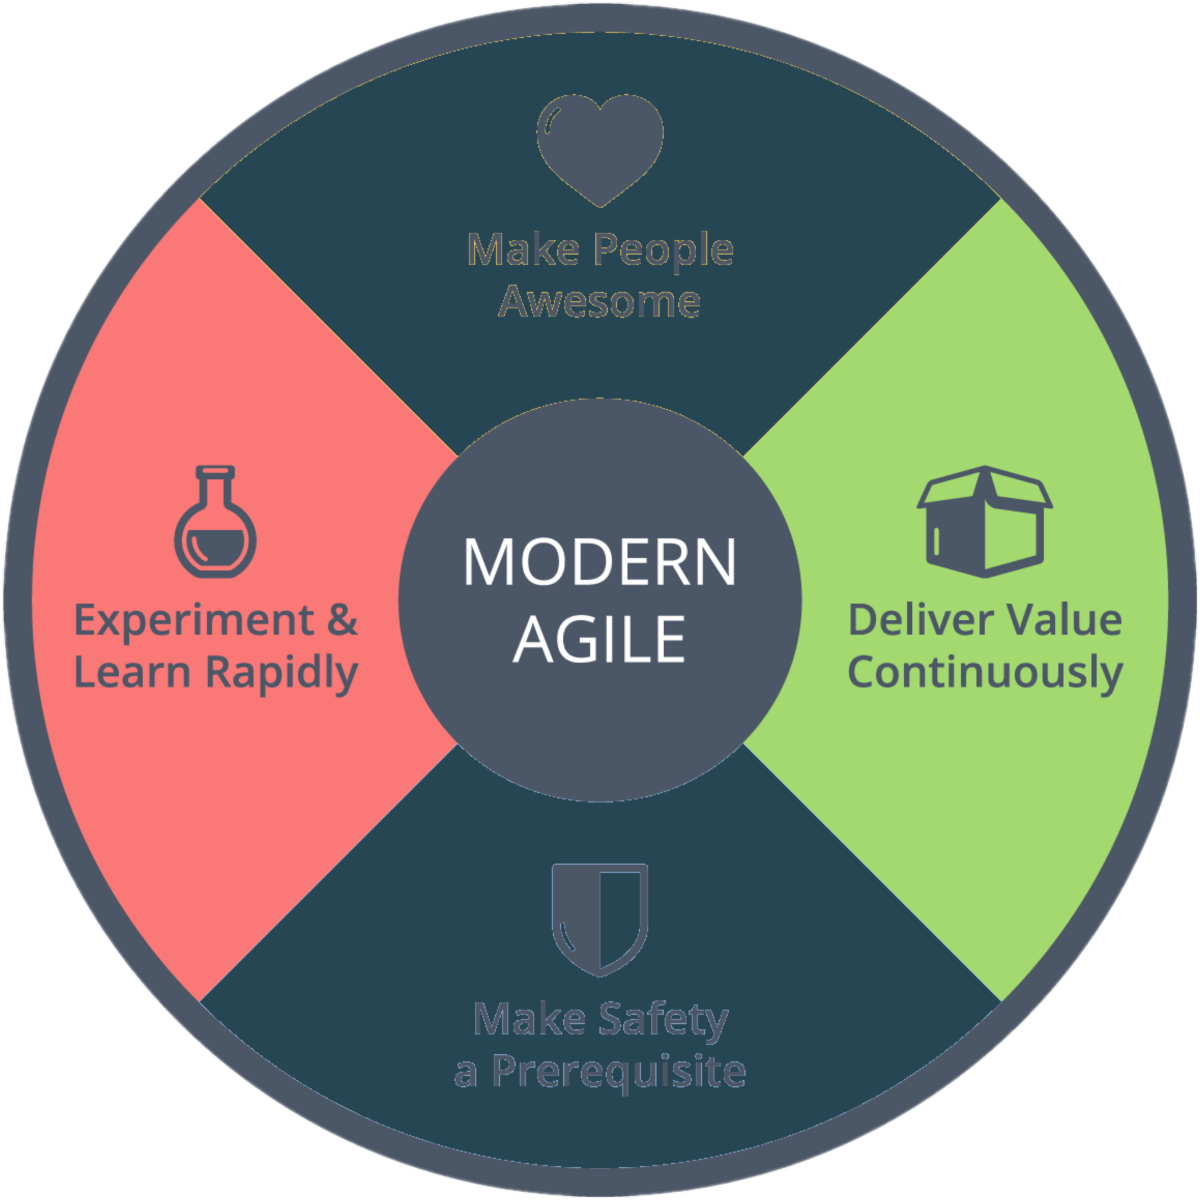 Make People
Awesome
Experiment &
Learn Rapidly
MODERN
AGILE
Deliver Value
Continuously
Make Safety
a Prerequisite